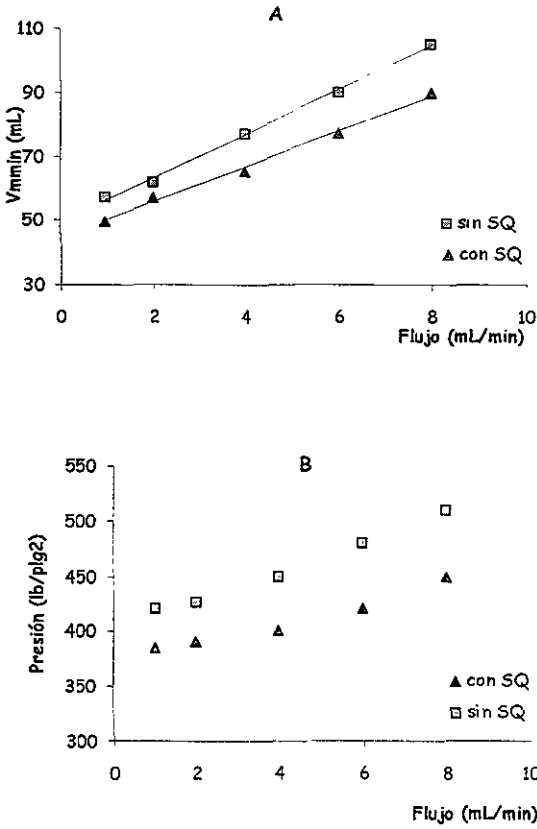 A
Vmmin (mL)
110
90
70
50
30
0
2
4
6
8
10
sin SQ
con SQ
Flujo (mL/min)
B
Presión (lb/plg2)
550
500
450
400
350
300
0
2
4
6
8
10
con SQ
sin SQ
Flujo (mL/min)